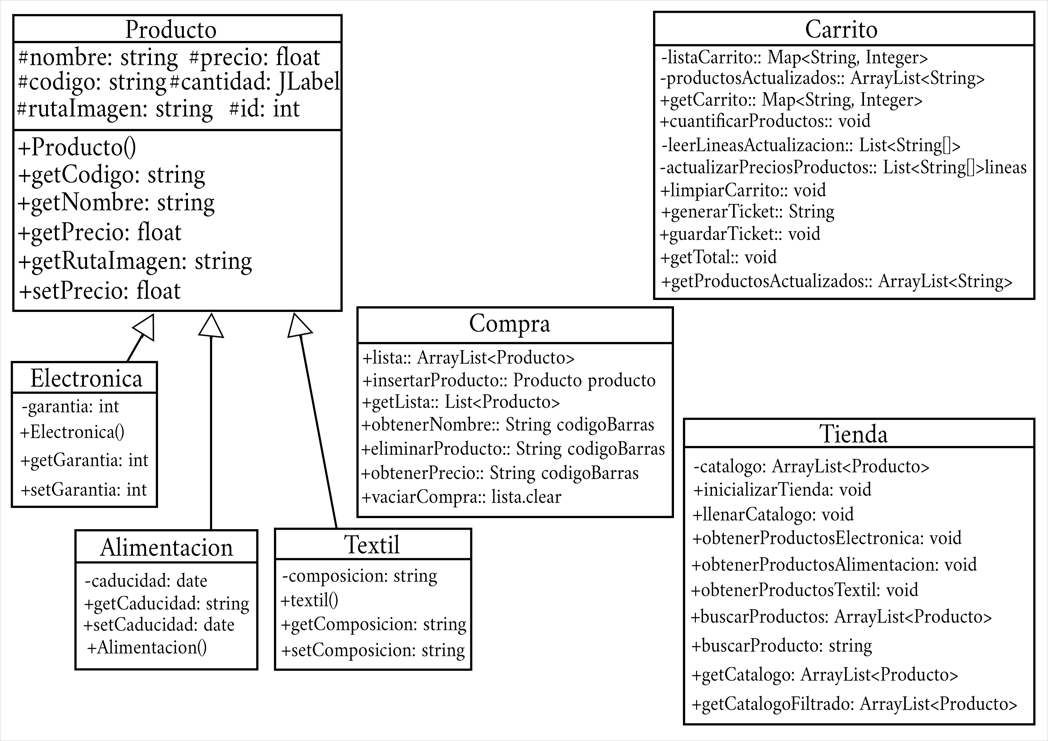 Producto
#nombre: string #precio: float
#codigo: string #cantidad: JLabel
#rutaImagen: string #id: int
+Producto()
+getCodigo: string
+getNombre: string
+getPrecio: float
+getRutaImagen: string
+setPrecio: float
Carrito
-listaCarrito:: Map<String, Integer>
-productosActualizados:: ArrayList<String>
+getCarrito:: Map<String, Integer>
+cuantificarProductos:: void
-leerLineasActualizacion:: List<String[]>
-actualizarPreciosProductos:: List<String[]>lineas
+limpiarCarrito:: void
+generarTicket:: String
+guardarTicket:: void
+getTotal:: void
+getProductosActualizados:: ArrayList<String>
Compra
+lista:: ArrayList<Producto>
+insertarProducto:: Producto producto
+getLista:: List<Producto>
+obtenerNombre:: String codigoBarras
+eliminarProducto:: String codigoBarras
+obtenerPrecio:: String codigoBarras
+vaciarCompra:: lista.clear
Electronica
-garantia: int
+Electronica()
+getGarantia: int
+setGarantia: int
Tienda
-catalogo: ArrayList<Producto>
+inicializarTienda: void
+llenarCatalogo: void
+obtenerProductosElectronica: void
+obtenerProductosAlimentacion: void
+obtenerProductosTextil: void
+buscarProductos: ArrayList<Producto>
+buscarProducto: string
+getCatalogo: ArrayList<Producto>
+getCatalogoFiltrado: ArrayList<Producto>
Alimentacion
-caducidad: date
+getCaducidad: string
+setCaducidad: date
+Alimentacion()
Textil
-composicion: string
+textil()
+getComposicion: string
+setComposicion: string